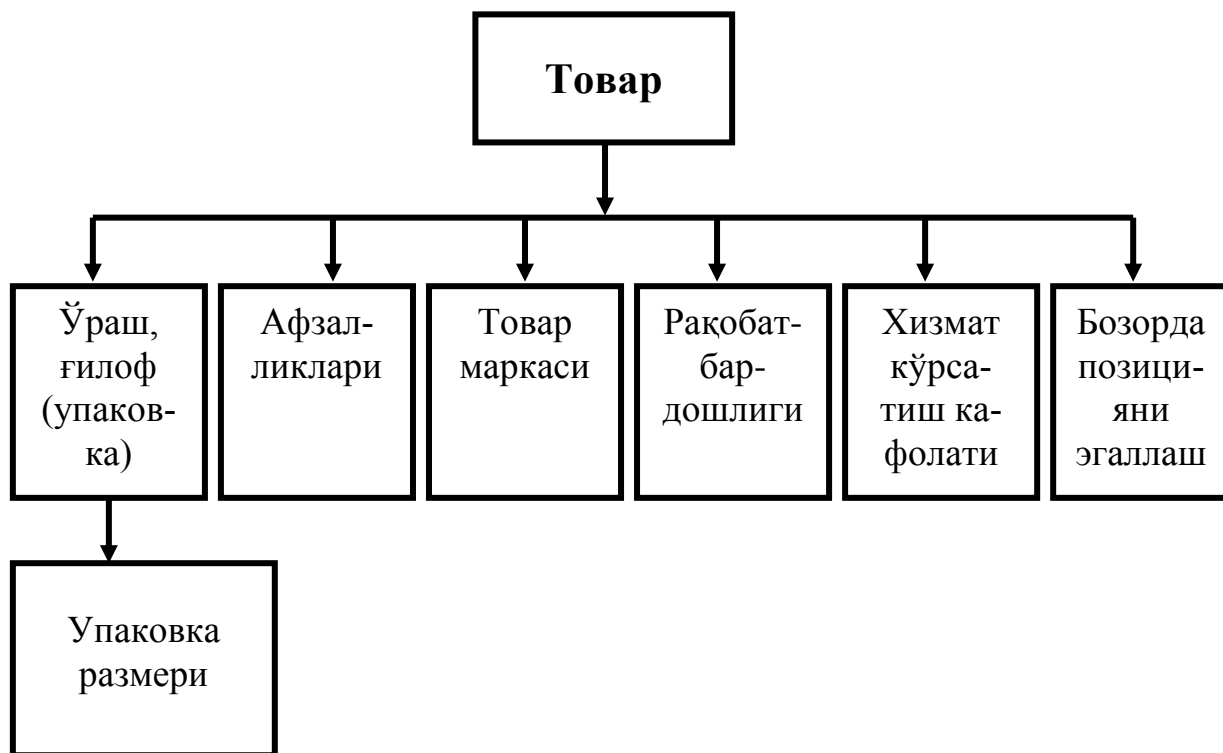 Товар
Ўраш,
ғилоф
(упаков-
ка)
Афзал-
ликлари
Товар
маркаси
Рақобат-
бар-
дошлиги
Хизмат
кўрса-
тиш ка-
фолати
Бозорда
позици-
яни
эгаллаш
Упаковка
размери